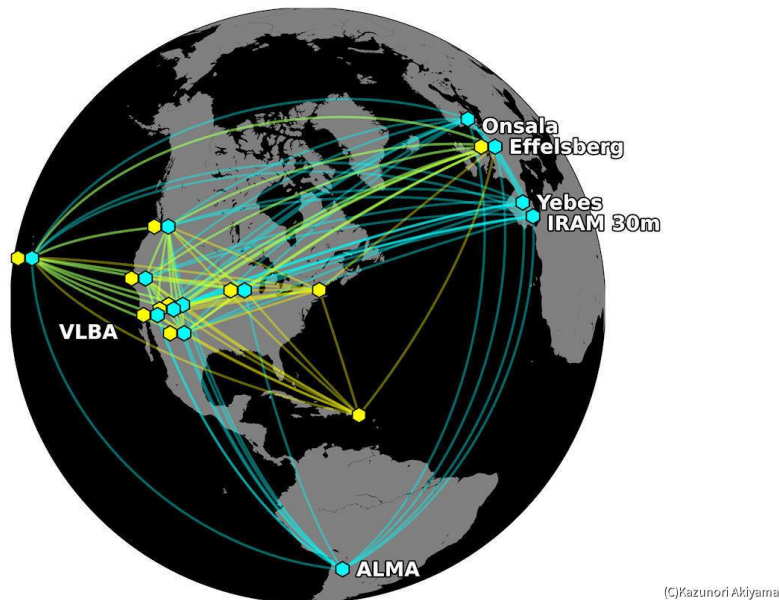 Onsala
Effelsberg
Yebes
IRAM 30m
VLBA
ALMA
(C)Kazunori Akiyama